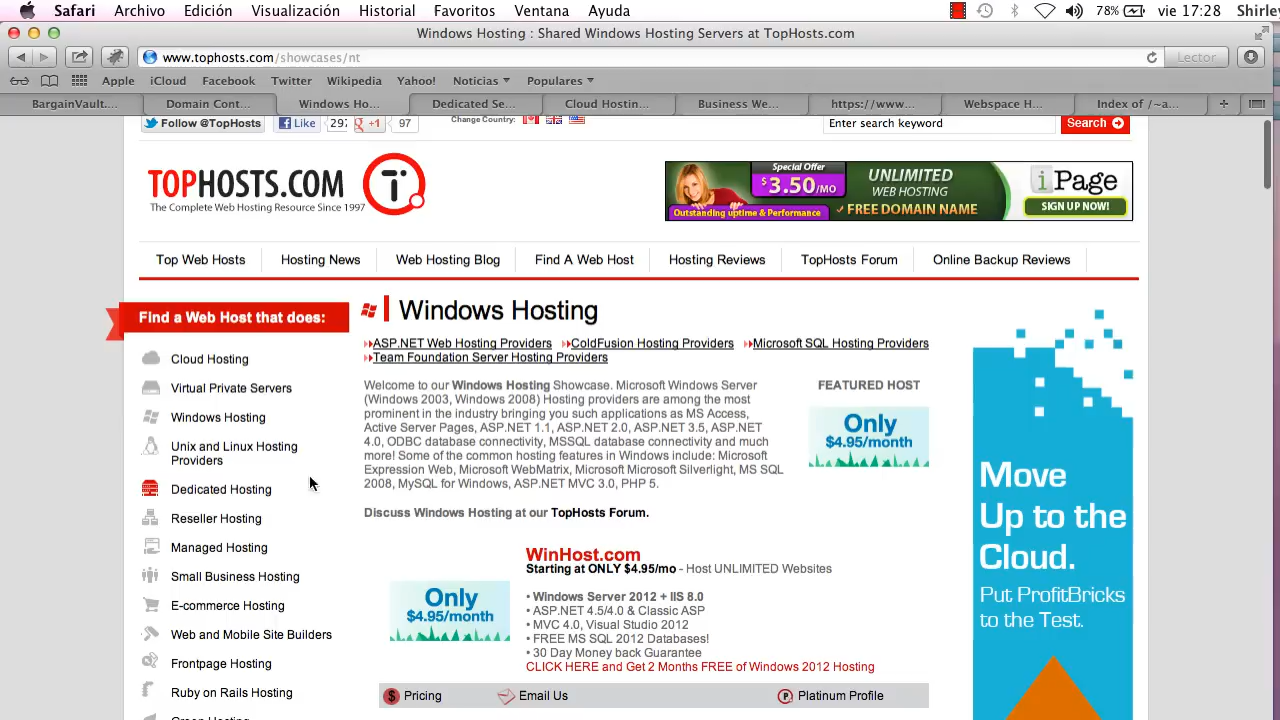 Safari Archivo Edición Visualización Historial Favoritos Ventana Ayuda 78% vie 17:28 Shirley
Windows Hosting : Shared Windows Hosting Servers at TopHosts.com
www.tophosts.com/showcases/nt Lector
Apple iCloud Facebook Twitter Wikipedia Yahoo! Noticias Populares
BargainVault.... Domain Cont... Windows Ho... Dedicated Se... Cloud Hostin... Business We... https://www... Webspace H... Index of /~a... +
Follow @TopHosts Like 297 +1 97 Change Country: Enter search keyword Search
TOPHOSTS.COM
The Complete Web Hosting Resource Since 1997
Special Offer
$3.50/MO
Outstanding uptime & Performance
UNLIMITED
WEB HOSTING
FREE DOMAIN NAME
iPage
SIGN UP NOW!
Top Web Hosts Hosting News Web Hosting Blog Find A Web Host Hosting Reviews TopHosts Forum Online Backup Reviews
Find a Web Host that does:
Cloud Hosting
Virtual Private Servers
Windows Hosting
Unix and Linux Hosting
Providers
Dedicated Hosting
Reseller Hosting
Managed Hosting
Small Business Hosting
E-commerce Hosting
Web and Mobile Site Builders
Frontpage Hosting
Ruby on Rails Hosting
Windows Hosting
ASP.NET Web Hosting Providers ColdFusion Hosting Providers Microsoft SQL Hosting Providers
Team Foundation Server Hosting Providers
Welcome to our Windows Hosting Showcase. Microsoft Windows Server
(Windows 2003, Windows 2008) Hosting providers are among the most
prominent in the industry bringing you such applications as MS Access,
Active Server Pages, ASP.NET 1.1, ASP.NET 2.0, ASP.NET 3.5, ASP.NET
4.0, ODBC database connectivity, MSSQL database connectivity and much
more! Some of the common hosting features in Windows include: Microsoft
Expression Web, Microsoft WebMatrix, Microsoft Microsoft Silverlight, MS SQL
2008, MySQL for Windows, ASP.NET MVC 3.0, PHP 5.
Discuss Windows Hosting at our TopHosts Forum.
FEATURED HOST
Only
$4.95/month
WinHost.com
Starting at ONLY $4.95/mo - Host UNLIMITED Websites
Only
$4.95/month
• Windows Server 2012 + IIS 8.0
• ASP.NET 4.5/4.0 & Classic ASP
• MVC 4.0, Visual Studio 2012
• FREE MS SQL 2012 Databases!
• 30 Day Money back Guarantee
CLICK HERE and Get 2 Months FREE of Windows 2012 Hosting
Pricing Email Us Platinum Profile
Move
Up to the
Cloud.
Put ProfitBricks
to the Test.